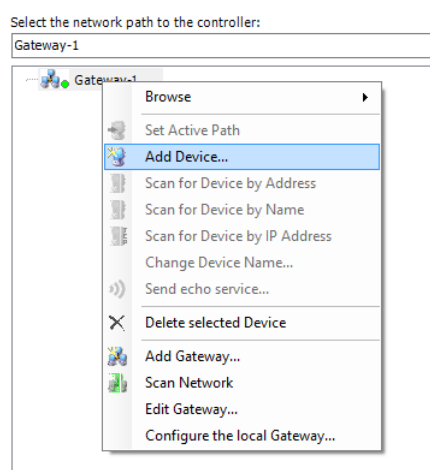 Select the network path to the controller:
Gateway-1
Gateway-1
Browse
Set Active Path
Add Device...
Scan for Device by Address
Scan for Device by Name
Scan for Device by IP Address
Change Device Name...
Send echo service...
Delete selected Device
Add Gateway...
Scan Network
Edit Gateway...
Configure the local Gateway...